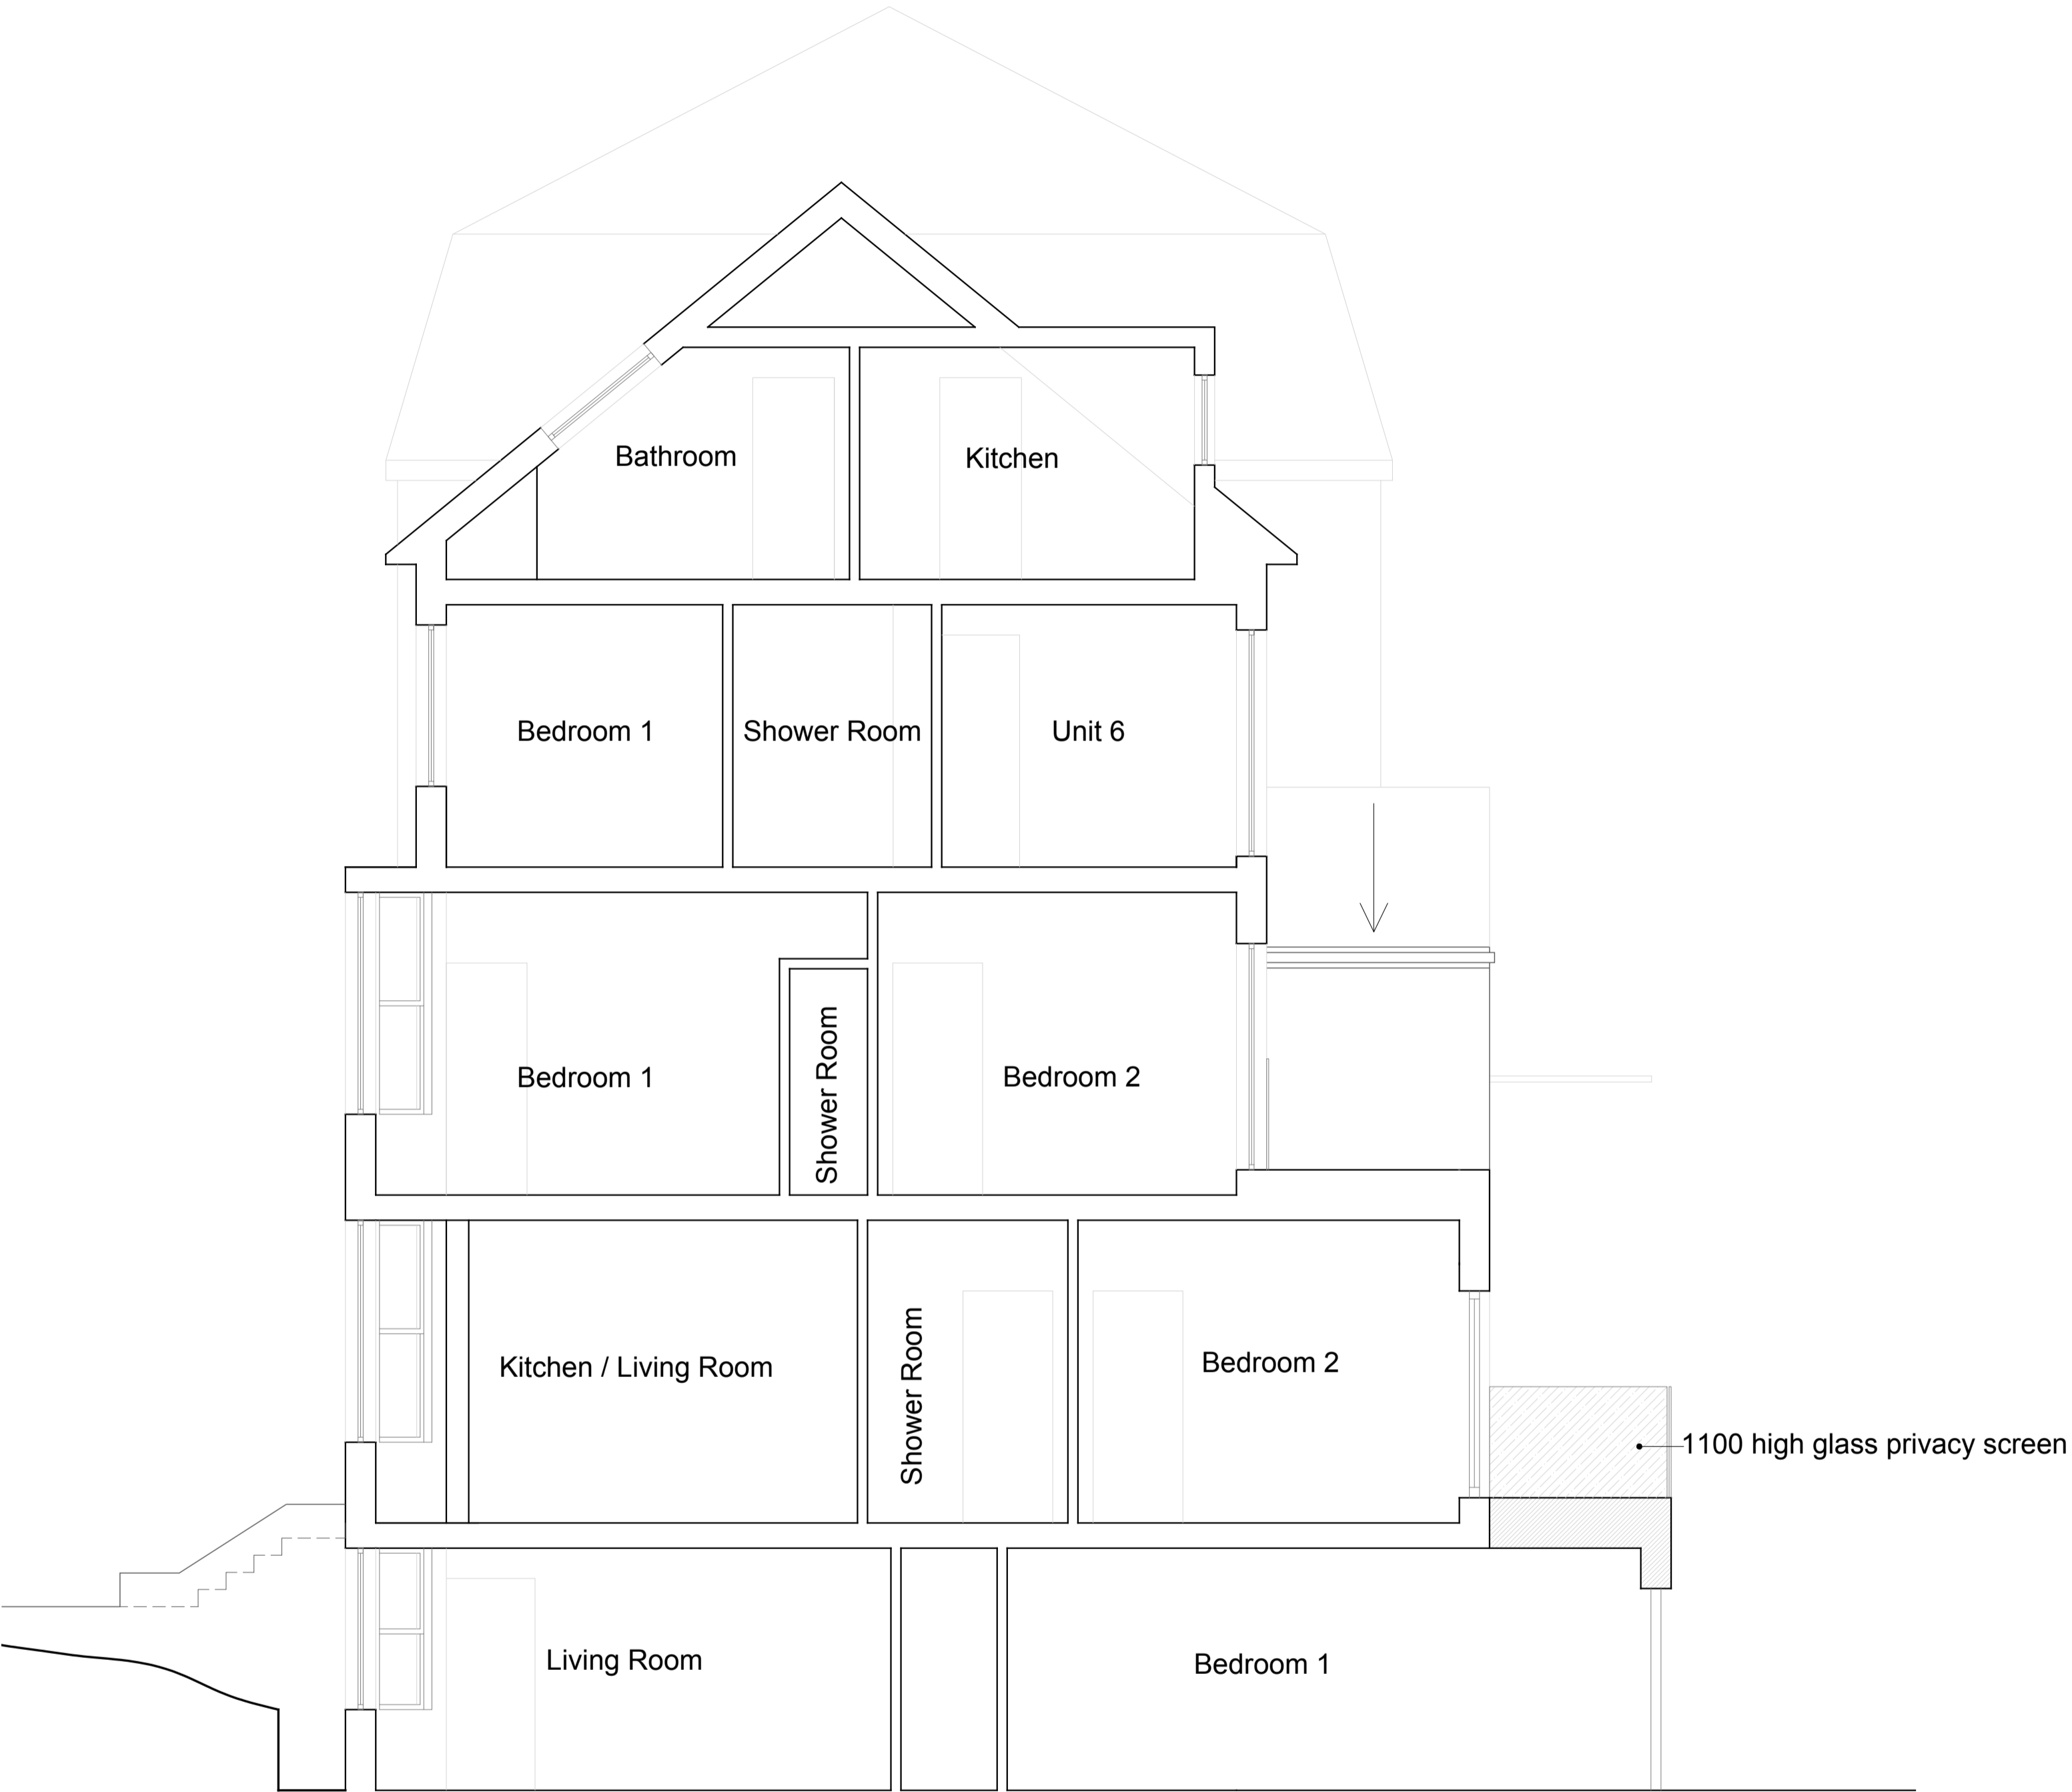 Bathroom
Kitchen
Bedroom 1
Shower Room
Unit 6
Bedroom 1
Shower Room
Bedroom 2
Kitchen / Living Room
Shower Room
Bedroom 2
1100 high glass privacy screen
Living Room
Bedroom 1